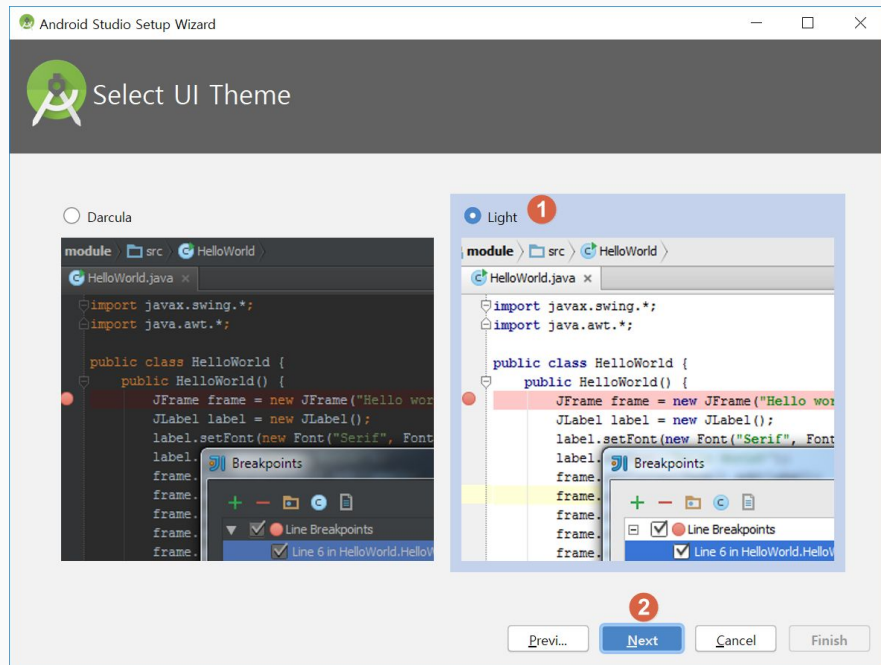 Android Studio Setup Wizard
Select UI Theme
Darcula
module src HelloWorld
HelloWorld.java
import javax.swing.*;
import java.awt.*;
public class HelloWorld {
public HelloWorld() {
JFrame frame = new JFrame("Hello wor
JLabel label = new JLabel();
label.setFont(new Font("Serif", Font
label.
frame.
frame.
frame.
frame.
frame.
Breakpoints
Line Breakpoints
Line 6 in HelloWorld.HelloW
Light 1
module src HelloWorld
HelloWorld.java
import javax.swing.*;
import java.awt.*;
public class HelloWorld {
public HelloWorld() {
JFrame frame = new JFrame("Hello wor
JLabel label = new JLabel();
label.setFont(new Font("Serif", Font
label.
frame.
frame.
frame.
frame.
frame.
Breakpoints
Line Breakpoints
Line 6 in HelloWorld.HelloW
2
Previ... Next Cancel Finish